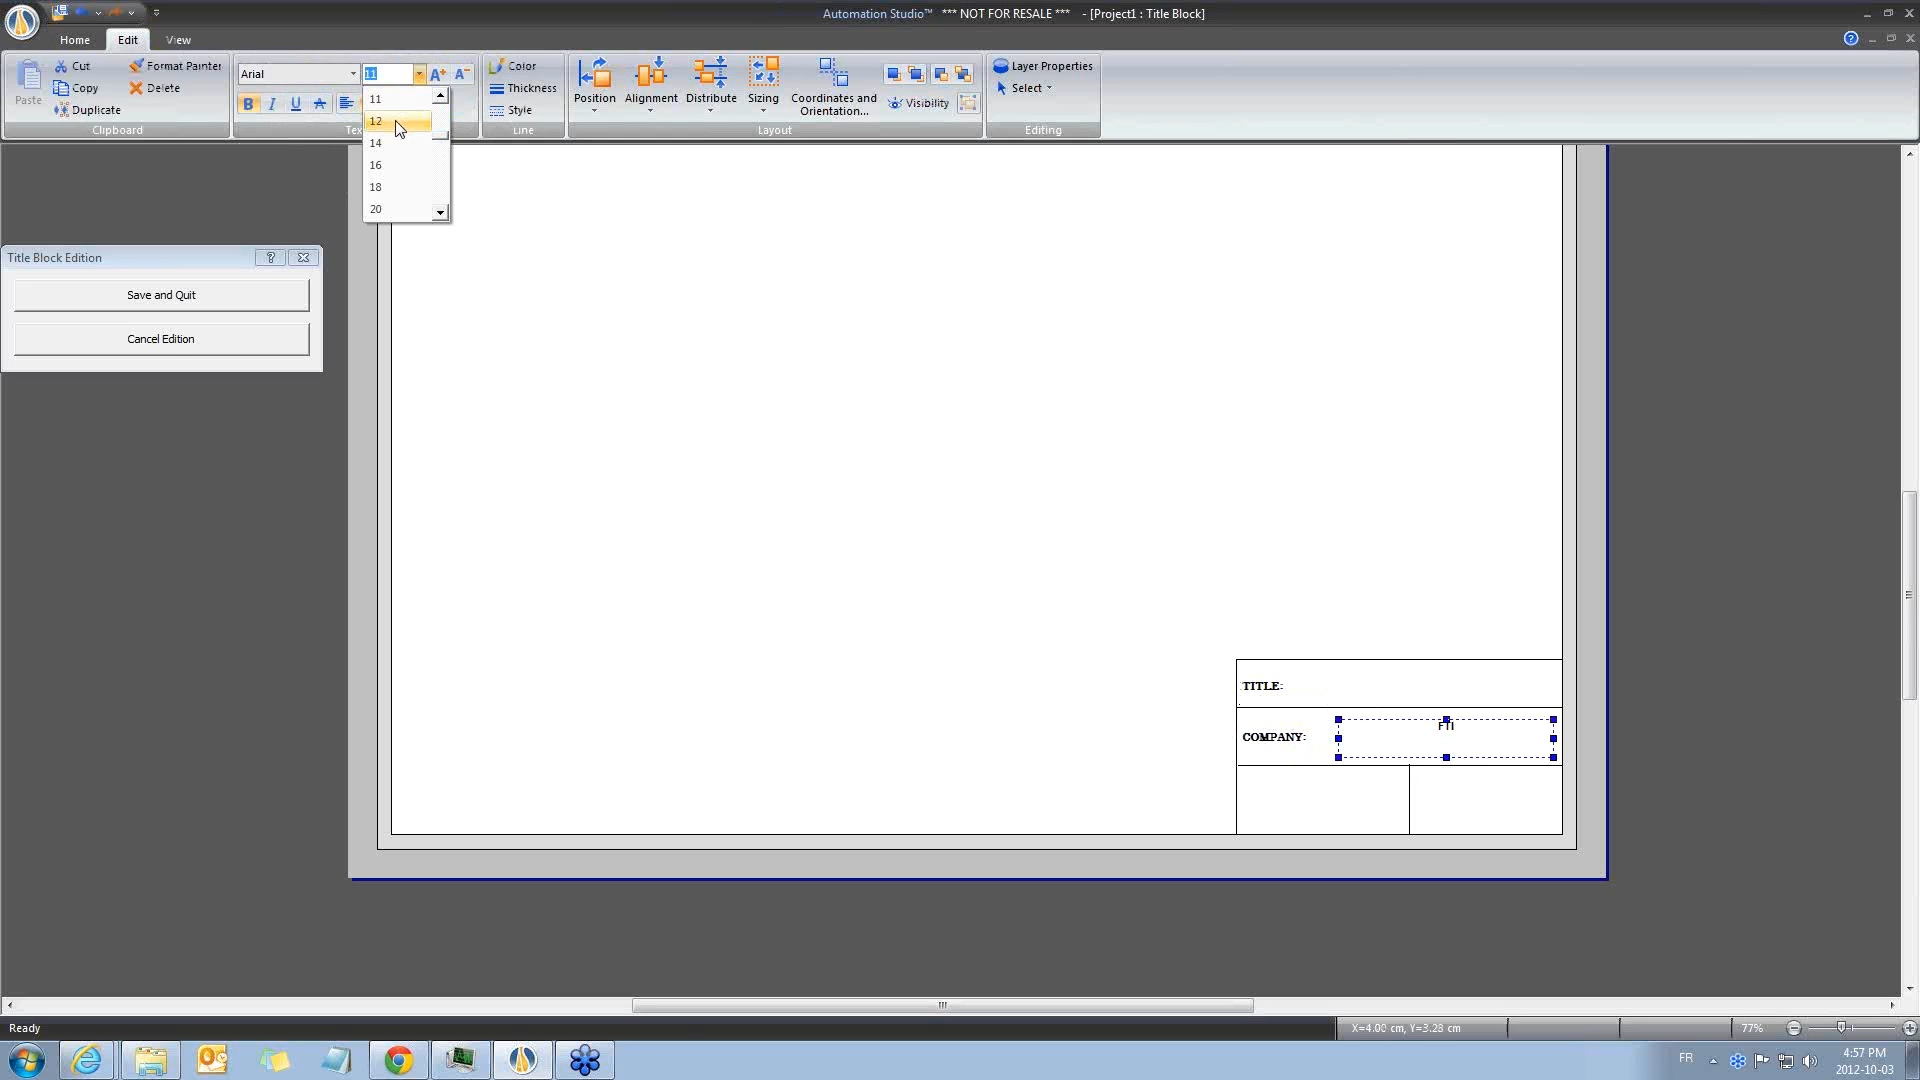 Automation Studio™ *** NOT FOR RESALE *** - [Project1 : Title Block]
Home Edit View
Paste
Cut
Copy
Duplicate
Format Painter
Delete
Clipboard
Arial 11
B I U A
Tex
11
12
14
16
18
20
Color
Thickness
Style
Line
Position
Alignment
Distribute
Sizing
Coordinates and
Orientation...
Visibility
Layout
Layer Properties
Select
Editing
Title Block Edition
Save and Quit
Cancel Edition
TITLE:
COMPANY:
FTI
Ready
X=4.00 cm, Y=3.28 cm
77%
FR
4:57 PM
2012-10-03